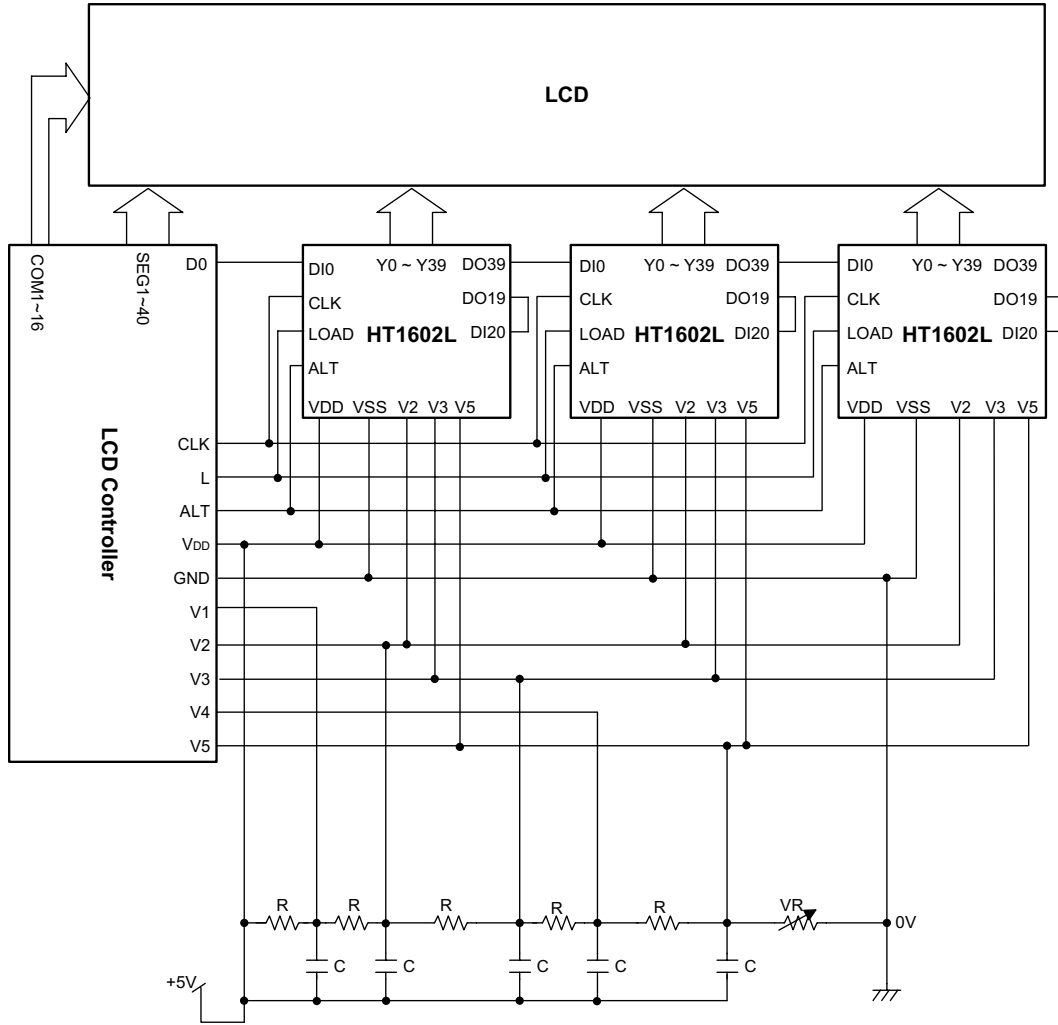 LCD
COM1~16
SEG1~40
D0
LCD Controller
CLK
L
ALT
VDD
GND
V1
V2
V3
V4
V5
DI0 Y0 ~ Y39 DO39
CLK DO19
LOAD HT1602L DI20
ALT
VDD VSS V2 V3 V5
DI0 Y0 ~ Y39 DO39
CLK DO19
LOAD HT1602L DI20
ALT
VDD VSS V2 V3 V5
DI0 Y0 ~ Y39 DO39
CLK DO19
LOAD HT1602L DI20
ALT
VDD VSS V2 V3 V5
R R R R R VR
0V
C C C C C
+5V